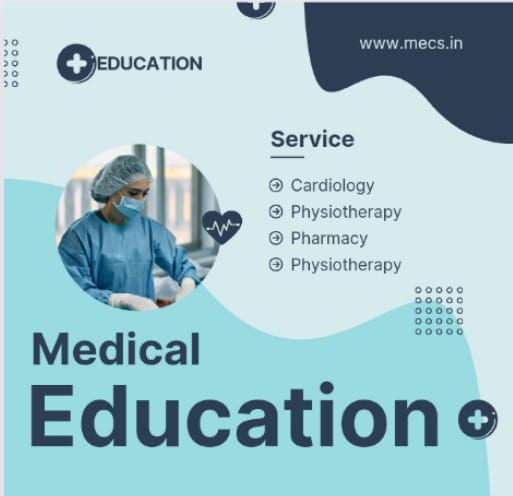 www.mecs.in
EDUCATION
Service
Cardiology
Physiotherapy
Pharmacy
Physiotherapy
Medical
Education